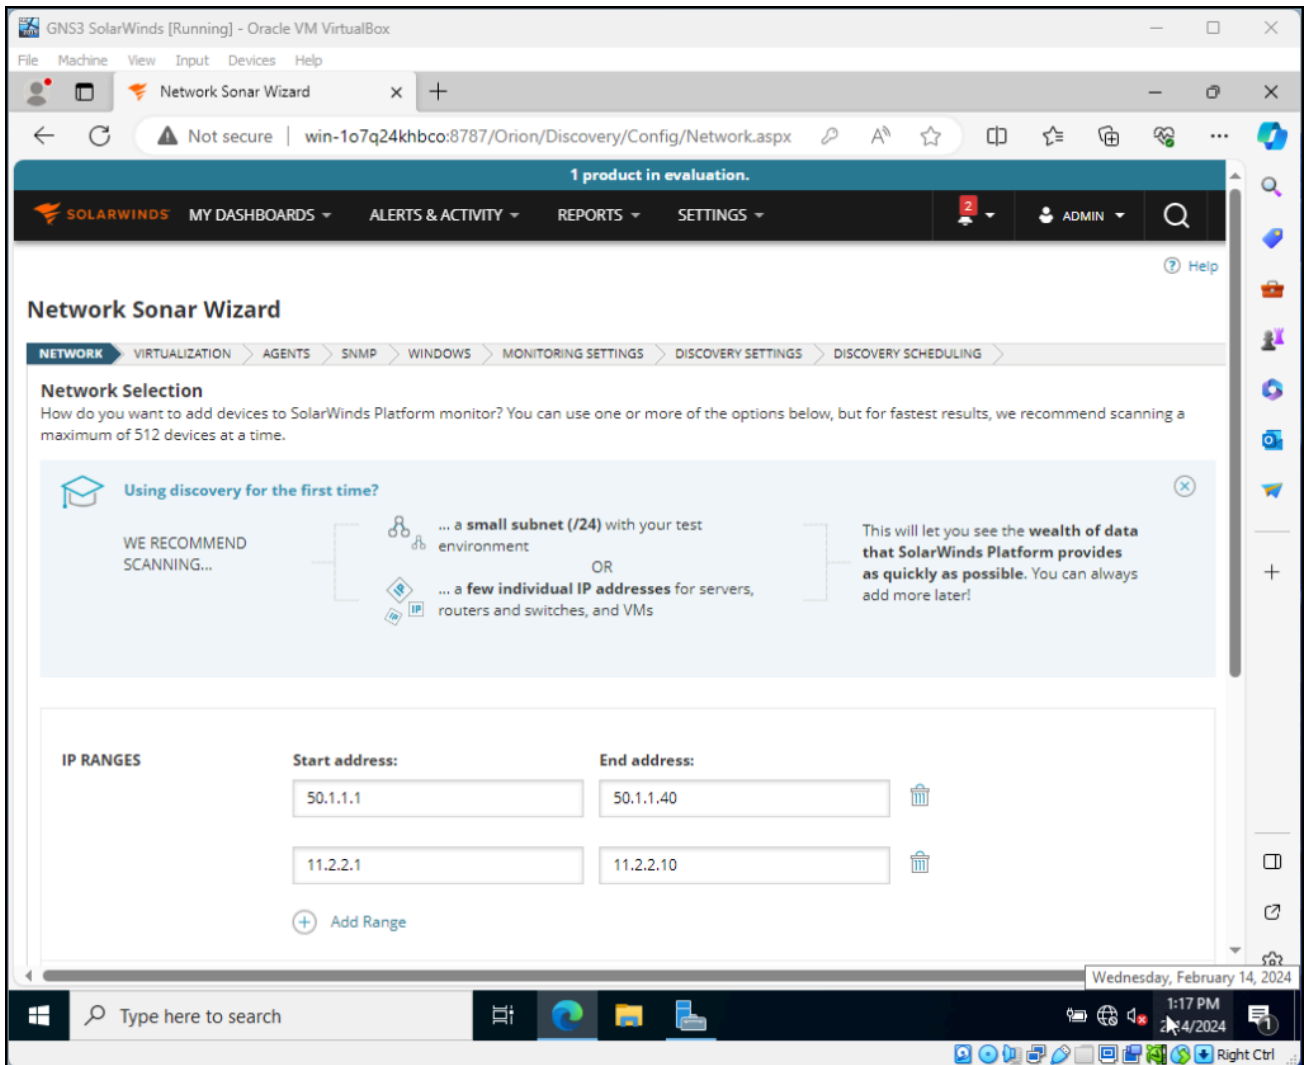 GNS3 SolarWinds [Running] - Oracle VM VirtualBox
File Machine View Input Devices Help
Network Sonar Wizard
Not secure | win-1o7q24khbco:8787/Orion/Discovery/Config/Network.aspx
1 product in evaluation.
SOLARWINDS MY DASHBOARDS ALERTS & ACTIVITY REPORTS SETTINGS 2 ADMIN
? Help
Network Sonar Wizard
NETWORK VIRTUALIZATION AGENTS SNMP WINDOWS MONITORING SETTINGS DISCOVERY SETTINGS DISCOVERY SCHEDULING
Network Selection
How do you want to add devices to SolarWinds Platform monitor? You can use one or more of the options below, but for fastest results, we recommend scanning a
maximum of 512 devices at a time.
Using discovery for the first time?
WE RECOMMEND
SCANNING...
... a small subnet (/24) with your test
environment
OR
... a few individual IP addresses for servers,
routers and switches, and VMs
IP
This will let you see the wealth of data
that SolarWinds Platform provides
as quickly as possible. You can always
add more later!
IP RANGES
Start address: End address:
50.1.1.1 50.1.1.40
11.2.2.1 11.2.2.10
Add Range
Wednesday, February 14, 2024
Type here to search
1:17 PM
/4/2024
1
Right Ctrl